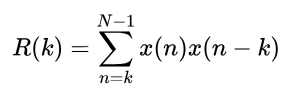 R(k) = \sum_{n=k}^{N-1} x(n)x(n − k)